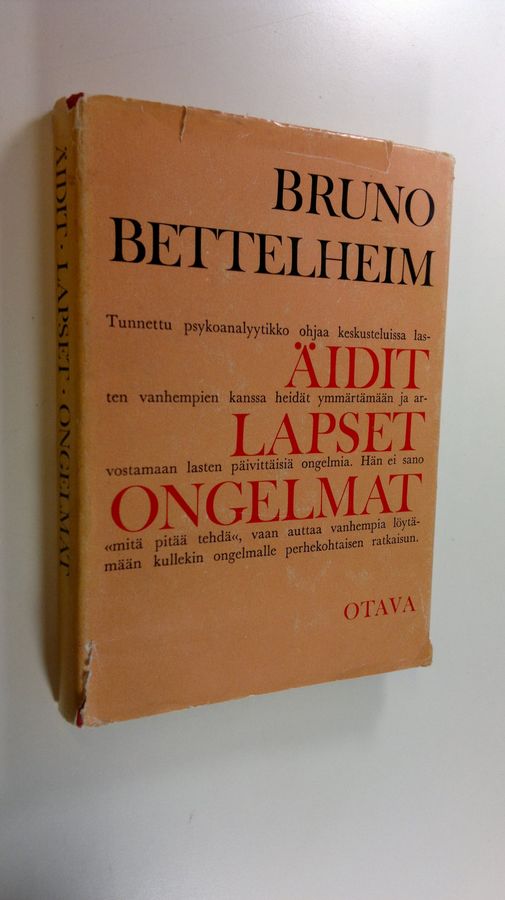 BRUNO
BETTELHEIM
Tunnettu psykoanalyytikko ohjaa keskusteluissa las-
ÄIDIT
ten vanhempien kanssa heidät ymmärtämään ja ar-
LAPSET
vostamaan lasten päivittäisiä ongelmia. Hän ei sano
ONGELMAT
«mitä pitää tehdä«, vaan auttaa vanhempia löytä-
mään kullekin ongelmalle perhekohtaisen ratkaisun.
OTAVA
ÄIDIT · LAPSET · ONGELMAT